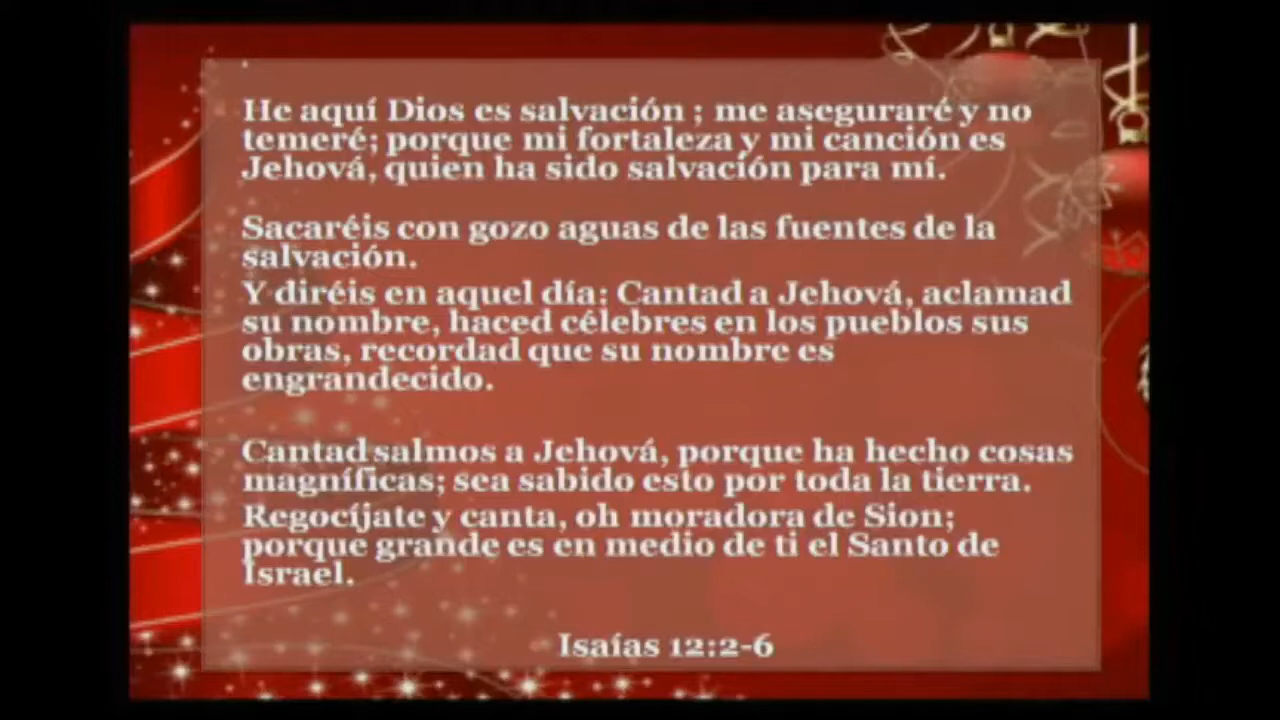 He aquí Dios es salvación ; me aseguraré y no
temeré; porque mi fortaleza y mi canción es
Jehová, quien ha sido salvación para mí.
Sacaréis con gozo aguas de las fuentes de la
salvación.
Y diréis en aquel día: Cantad a Jehová, aclamad
su nombre, haced célebres en los pueblos sus
obras, recordad que su nombre es
engrandecido.
Cantad salmos a Jehová, porque ha hecho cosas
magníficas; sea sabido esto por toda la tierra.
Regocíjate y canta, oh moradora de Sion;
porque grande es en medio de ti el Santo de
Israel.
Isaías 12:2-6